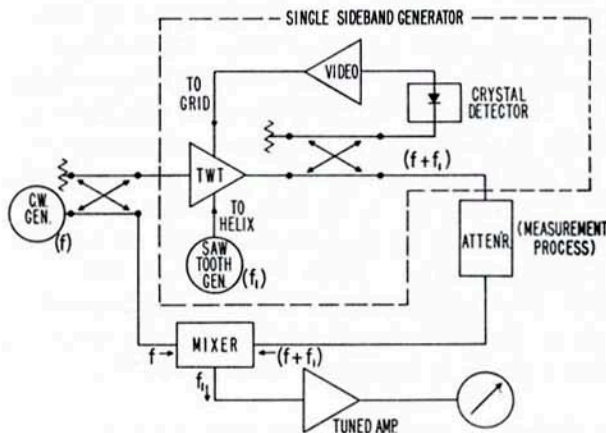 SINGLE SIDEBAND GENERATOR
VIDEO
TO
GRID
CRYSTAL
DETECTOR
TWT
(f+f₁)
C.W.
GEN.
(f)
TO
HELIX
SAW
TOOTH
GEN.
(f₁)
ATTEN'R.
(MEASUREMENT
PROCESS)
MIXER
f
(f+f₁)
f₁
TUNED AMP.